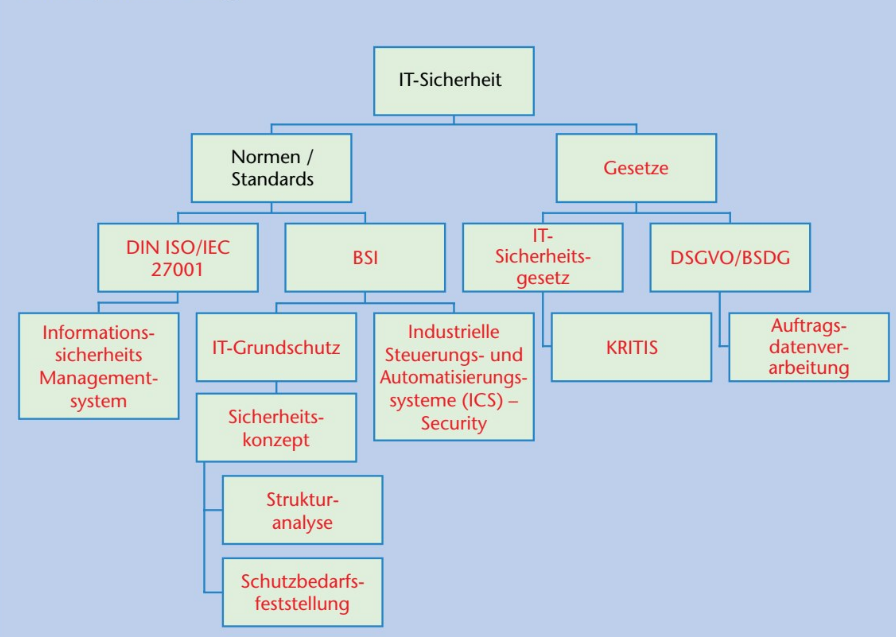 IT-Sicherheit
Normen /
Standards
Gesetze
DIN ISO/IEC
27001
BSI
IT-
Sicherheits-
gesetz
DSGVO/BSDG
Informations-
sicherheits
Management-
system
IT-Grundschutz
Industrielle
Steuerungs- und
Automatisierungs-
systeme (ICS) –
Security
KRITIS
Auftrags-
datenver-
arbeitung
Sicherheits-
konzept
Struktur-
analyse
Schutzbedarfs-
feststellung